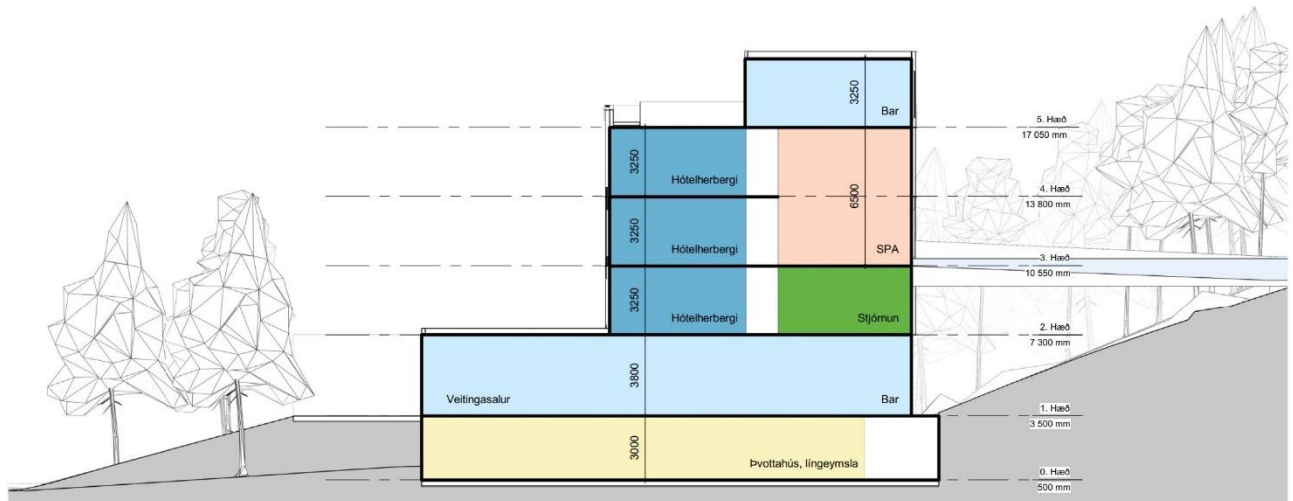 3250
Bar
5. Hæð
17 050 mm
3250
Hótelherbergi
6500
4. Hæð
13 800 mm
3250
Hótelherbergi
SPA
3. Hæð
10 550 mm
3250
Hótelherbergi
Stjórnun
2. Hæð
7 300 mm
3800
Veitingasalur
Bar
1. Hæð
3 500 mm
3000
Þvottahús, língeymsla
0. Hæð
500 mm